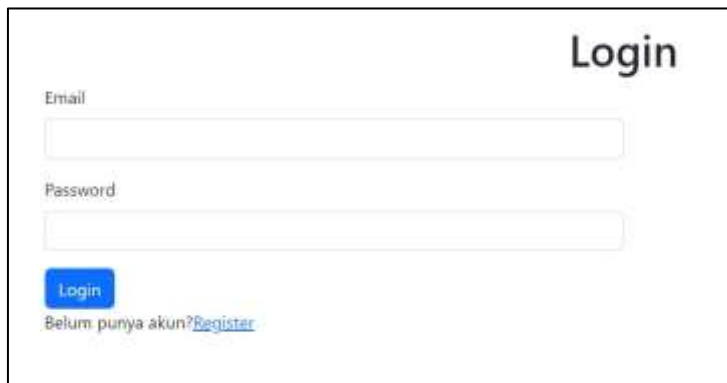 Login
Email
Password
Login
Belum punya akun?Register